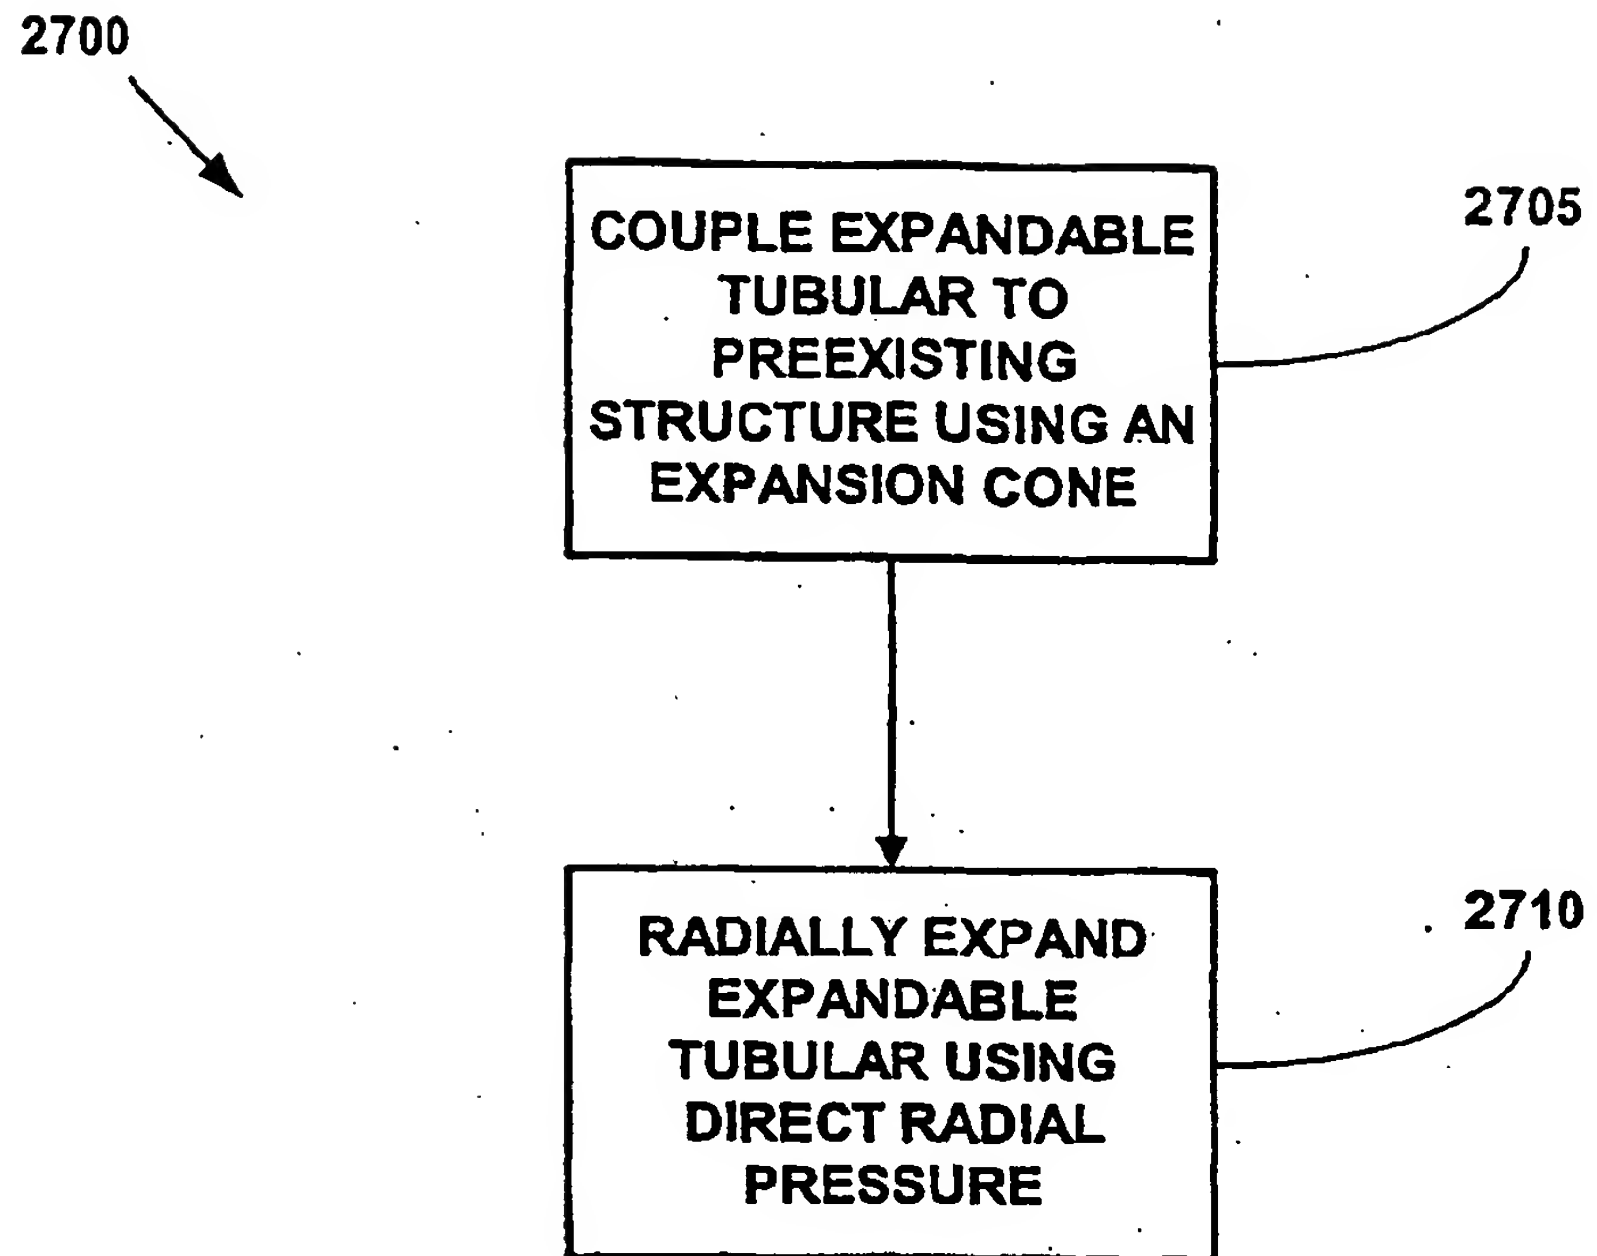 2700
COUPLE EXPANDABLE
TUBULAR TO
PREEXISTING
STRUCTURE USING AN
EXPANSION CONE
2705
RADIALLY EXPAND
EXPANDABLE
TUBULAR USING
DIRECT RADIAL
PRESSURE
2710